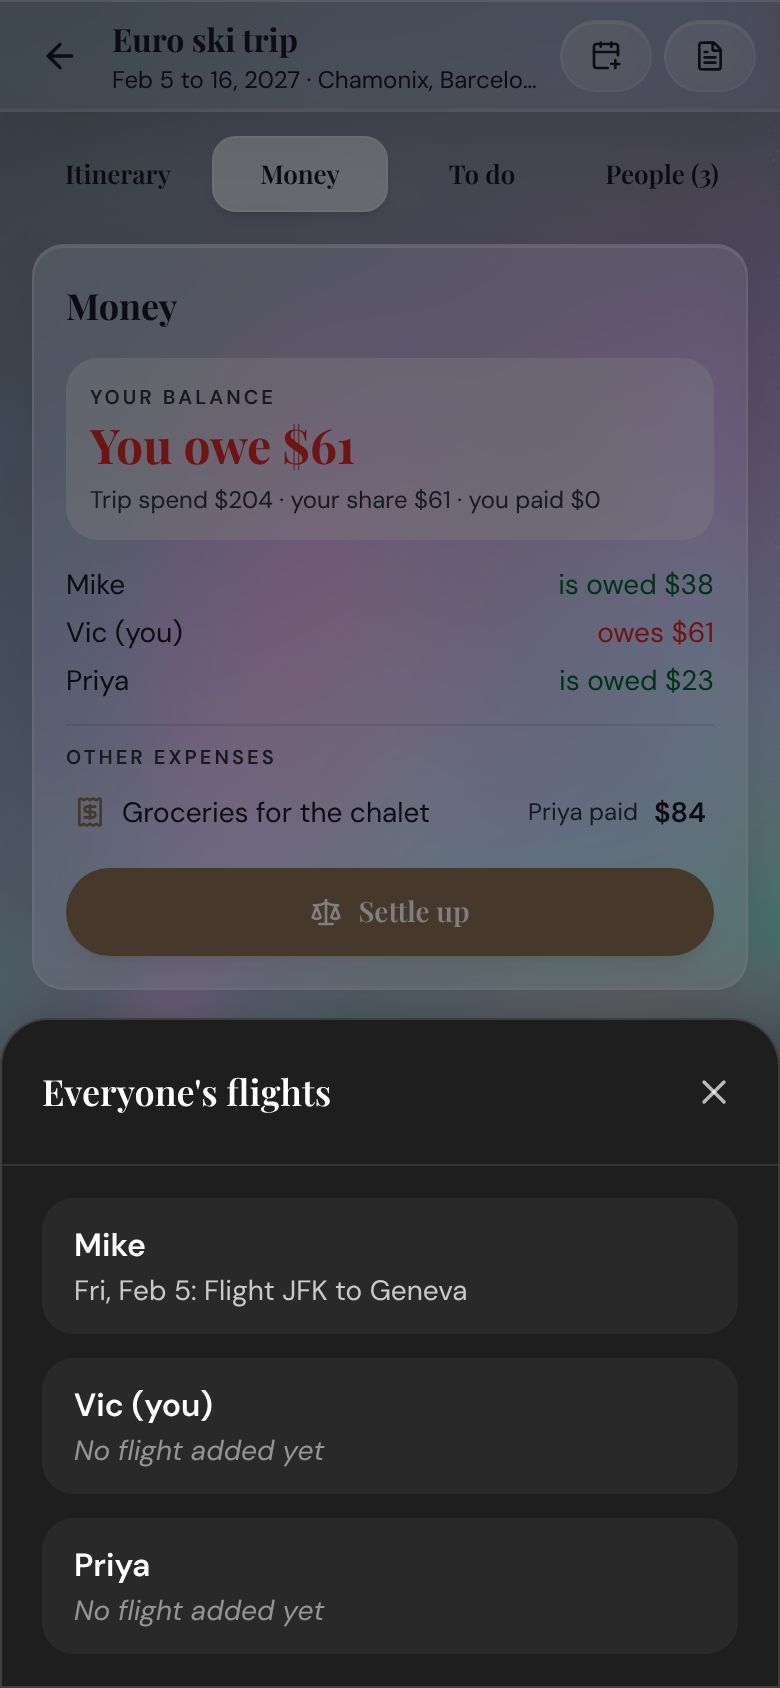 Euro ski trip
Feb 5 to 16, 2027 · Chamonix, Barcelo...
Itinerary
Money
To do
People (3)
Money
YOUR BALANCE
You owe $61
Trip spend $204 · your share $61 · you paid $0
Mike is owed $38
Vic (you) owes $61
Priya is owed $23
OTHER EXPENSES
Groceries for the chalet Priya paid $84
Settle up
Everyone's flights
Mike
Fri, Feb 5: Flight JFK to Geneva
Vic (you)
No flight added yet
Priya
No flight added yet